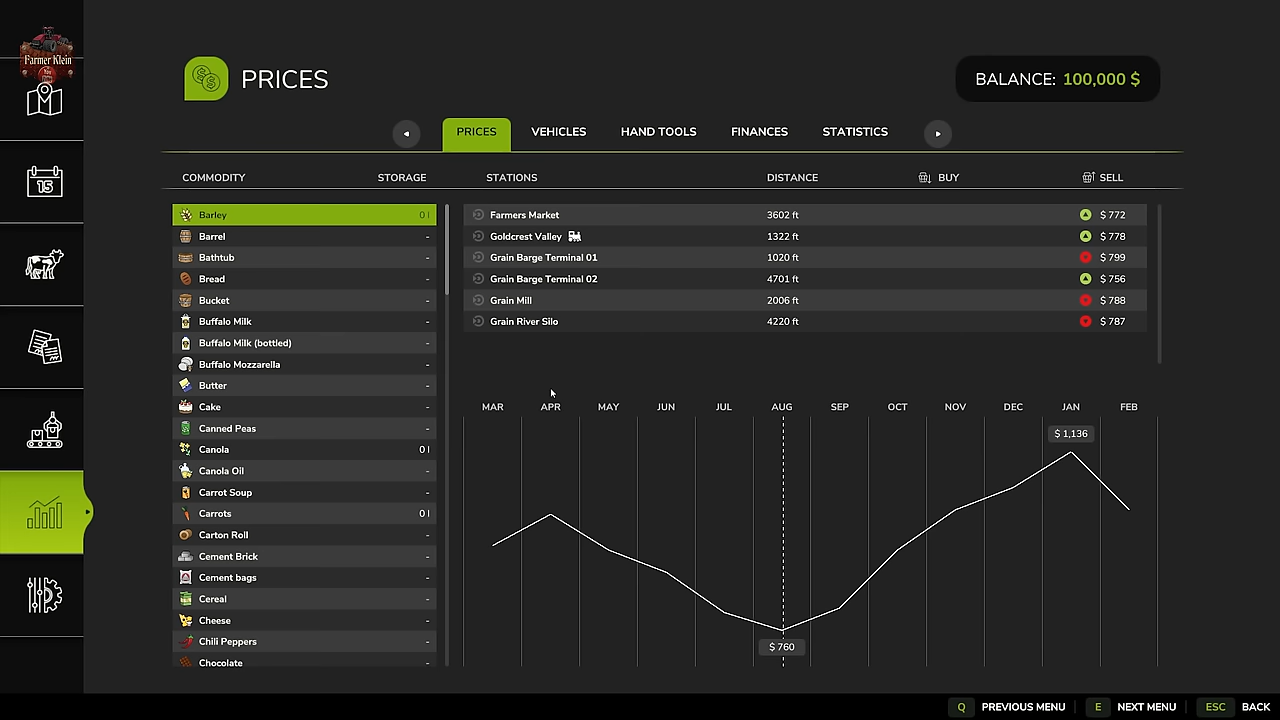 Farmer Klein
PRICES
BALANCE: 100,000 $
PRICES VEHICLES HAND TOOLS FINANCES STATISTICS
COMMODITY STORAGE STATIONS DISTANCE BUY SELL
15
Barley 0 l
Barrel -
Bathtub -
Bread -
Bucket -
Buffalo Milk -
Buffalo Milk (bottled) -
Buffalo Mozzarella -
Butter -
Cake -
Canned Peas -
Canola 0 l
Canola Oil -
Carrot Soup -
Carrots 0 l
Carton Roll -
Cement Brick -
Cement bags -
Cereal -
Cheese -
Chili Peppers -
Chocolate -
Farmers Market 3602 ft $ 772
Goldcrest Valley 1322 ft $ 778
Grain Barge Terminal 01 1020 ft $ 799
Grain Barge Terminal 02 4701 ft $ 756
Grain Mill 2006 ft $ 788
Grain River Silo 4220 ft $ 787
MAR APR MAY JUN JUL AUG SEP OCT NOV DEC JAN FEB
$ 1,136
$ 760
Q PREVIOUS MENU E NEXT MENU ESC BACK